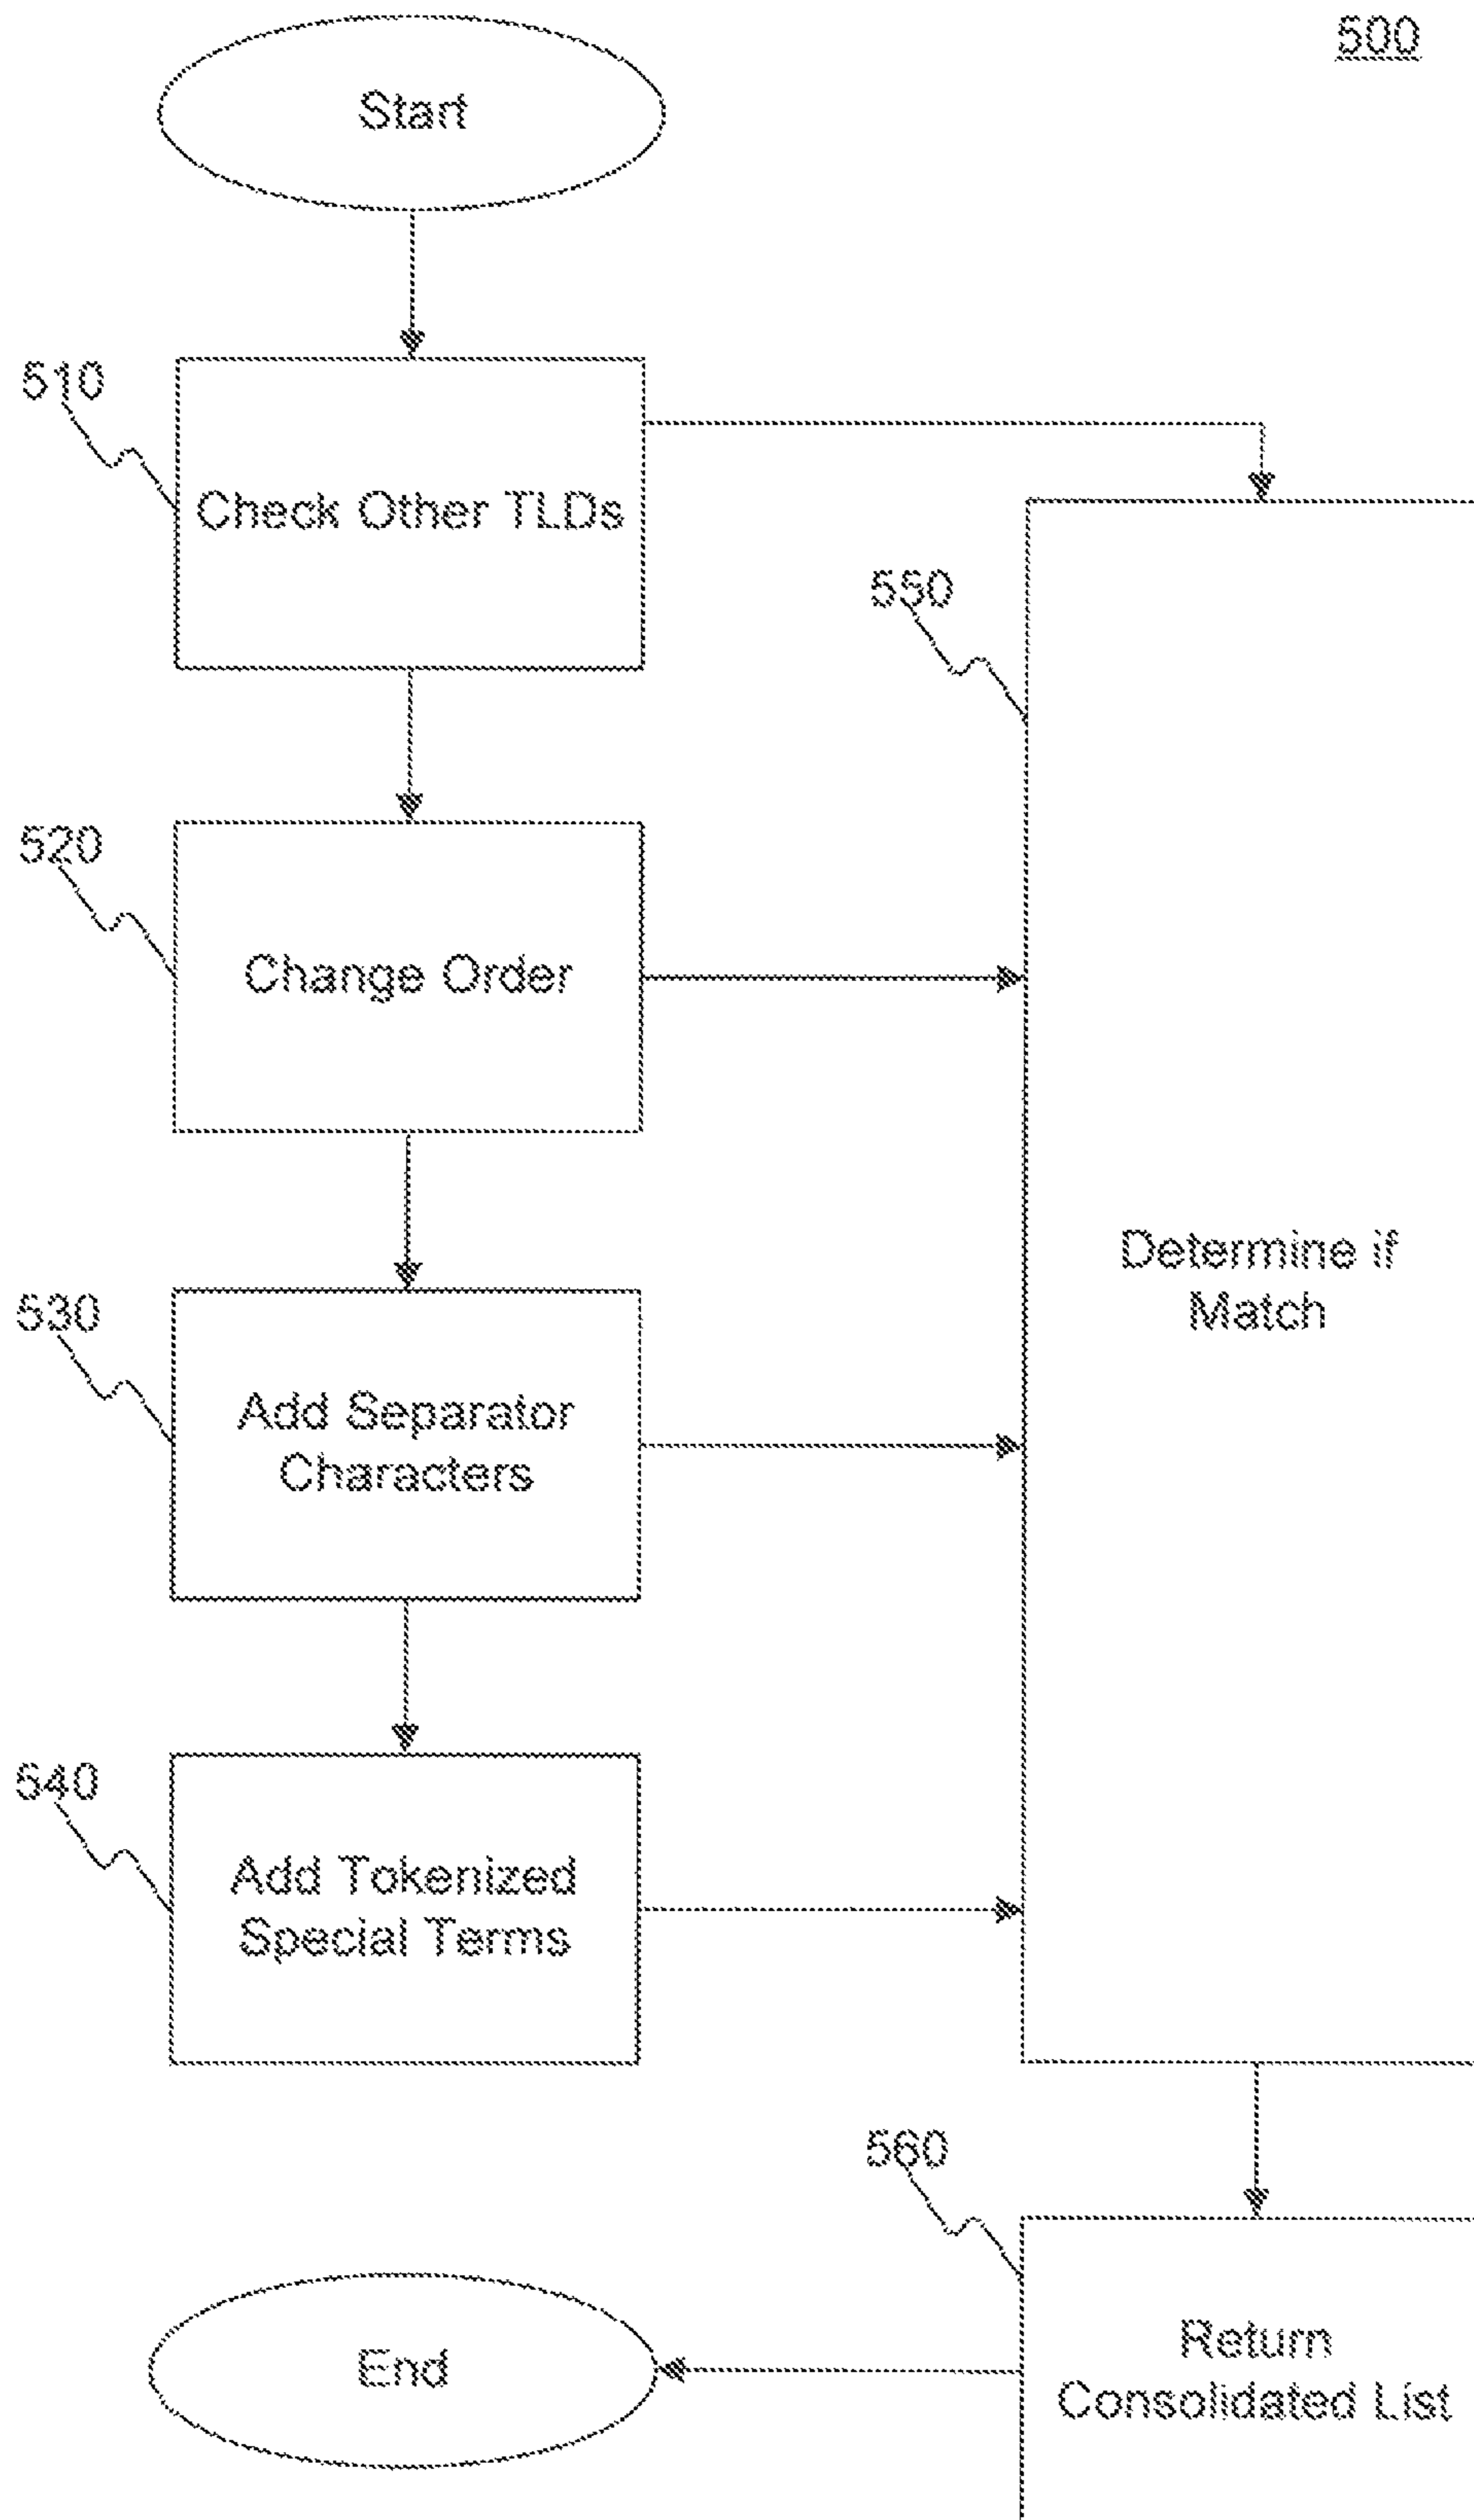 500
Start
510
Check Other TLDs
550
520
Change Order
Determine if
Match
530
Add Separator
Characters
540
Add Tokenized
Special Terms
560
End
Return
Consolidated List